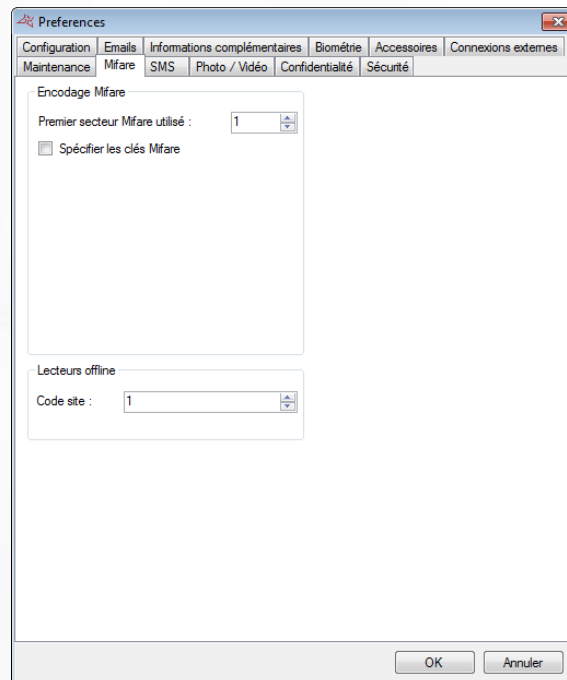 Preferences
Configuration Emails Informations complémentaires Biométrie Accessoires Connexions externes
Maintenance Mifare SMS Photo / Vidéo Confidentialité Sécurité
Encodage Mifare
Premier secteur Mifare utilisé : 1
Spécifier les clés Mifare
Lecteurs offline
Code site : 1
OK Annuler